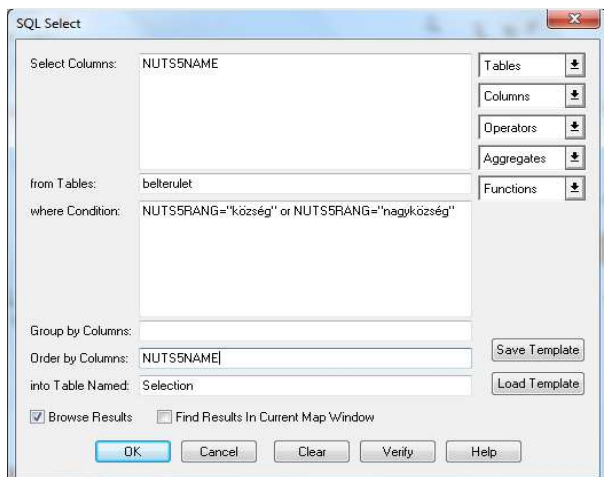 SQL Select
Select Columns: NUTS5NAME
Tables
Columns
Operators
Aggregates
Functions
from Tables: belterulet
where Condition: NUTS5RANG="község" or NUTS5RANG="nagyközség"
Group by Columns:
Order by Columns: NUTS5NAME
into Table Named: Selection
Save Template
Load Template
Browse Results Find Results In Current Map Window
OK Cancel Clear Verify Help